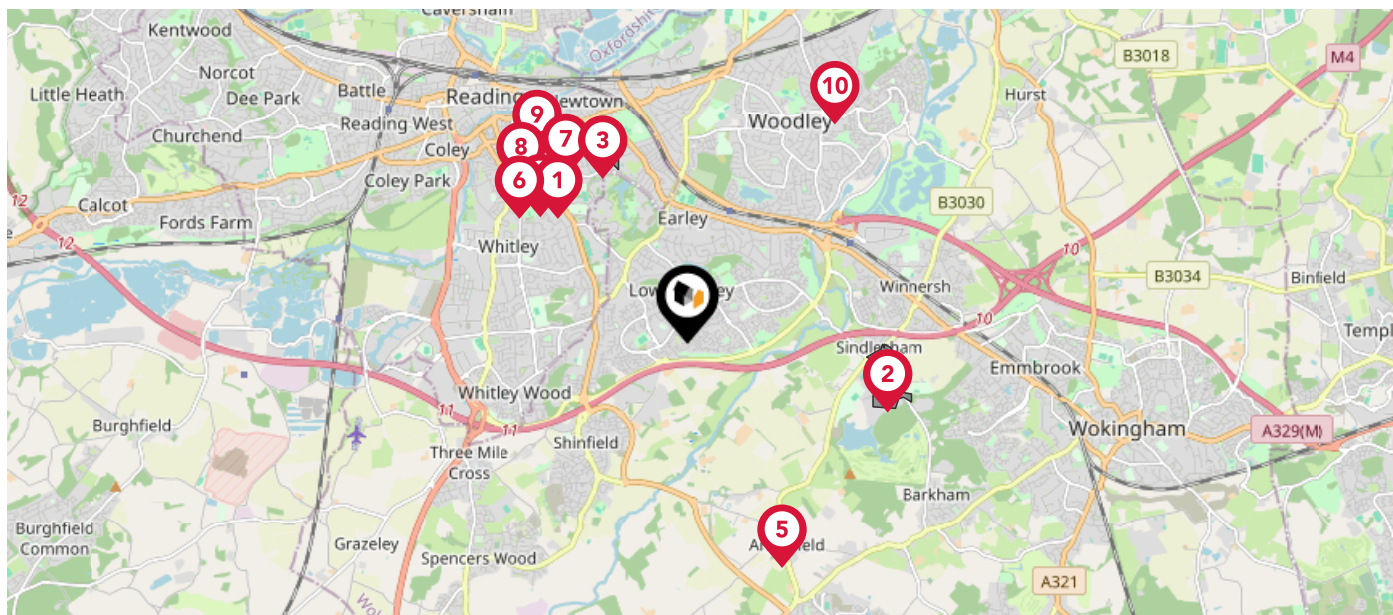 Caversham
Kentwood
Oxfordshi
B3018
M4
Norcot
Little Heath
Dee Park
Battle
Reading
Newtown
10
Hurst
9
Reading West
Woodley
Churchend
Coley
8
7
3
Coley Park
6
1
12
Calcot
Fords Farm
Earley
B3030
12
Whitley
10
B3034
Binfield
Winnersh
10
Templ
Sindlesham
2
Emmbrook
Whitley Wood
11
11
Burghfield
Shinfield
Wokingham
A329(M)
Three Mile
Cross
Barkham
Burghfield
Common
5
Grazeley
Spencers Wood
A321